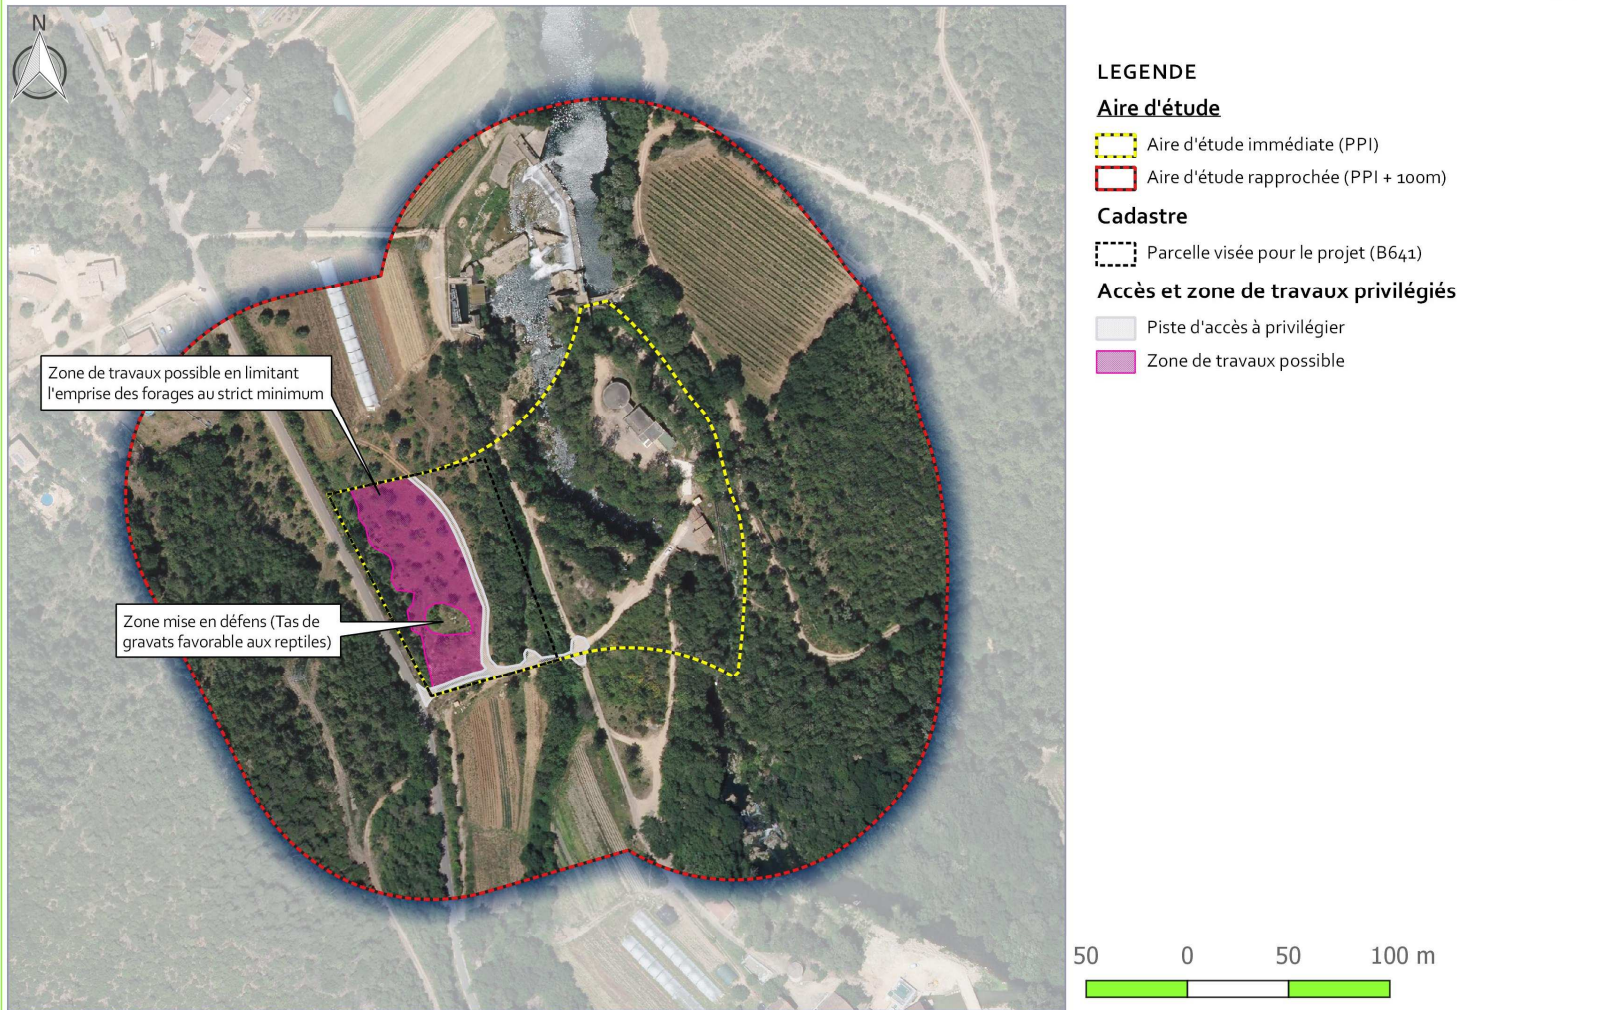 N
LEGENDE
Aire d'étude
Aire d'étude immédiate (PPI)
Aire d'étude rapprochée (PPI + 100m)
Cadastre
Parcelle visée pour le projet (B641)
Accès et zone de travaux privilégiés
Piste d'accès à privilégier
Zone de travaux possible
Zone de travaux possible en limitant
l'emprise des forages au strict minimum
Zone mise en défens (Tas de
gravats favorable aux reptiles)
50 0 50 100 m